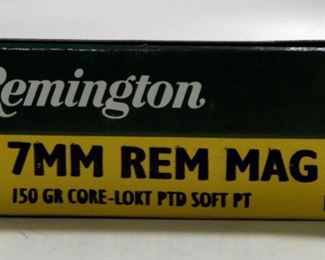 Remington
7MM REM MAG
150 GR CORE-LOKT PTD SOFT PT